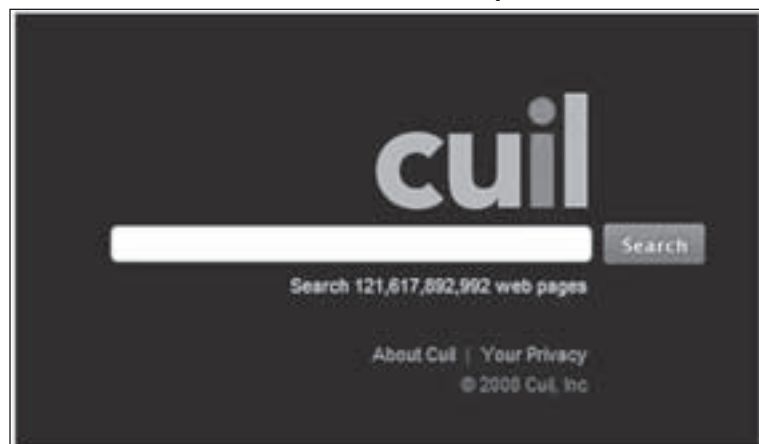 cuil
Search
Search 121,617,892,992 web pages
About Cuil | Your Privacy
© 2008 Cuil, Inc